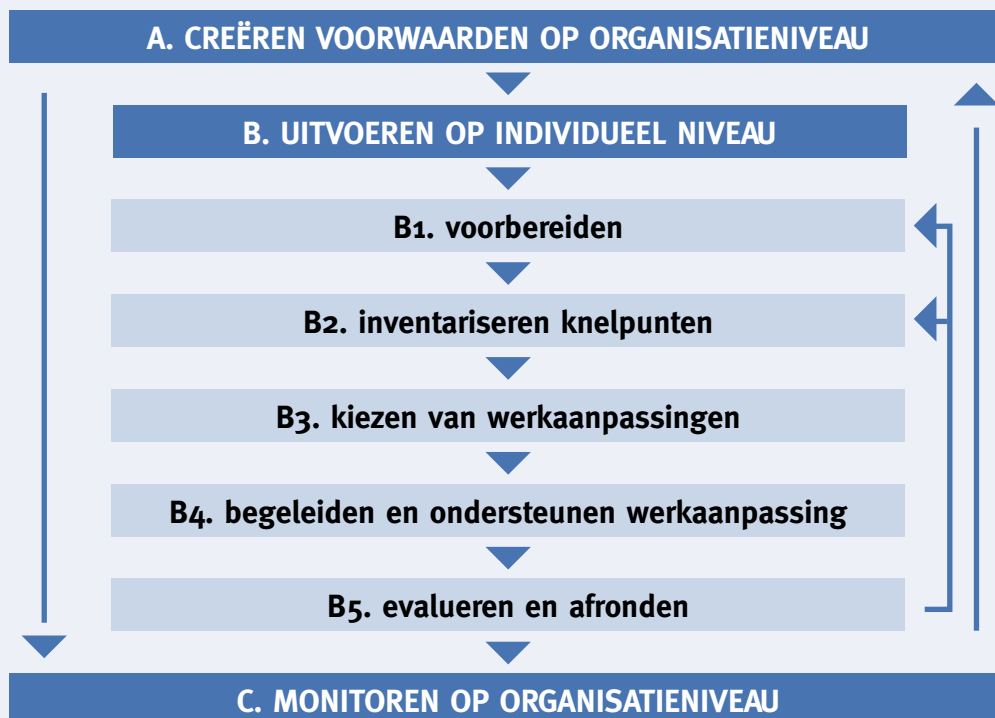 A. CREËREN VOORWAARDEN OP ORGANISATIENIVEAU
B. UITVOEREN OP INDIVIDUEEL NIVEAU
B1. voorbereiden
B2. inventariseren knelpunten
B3. kiezen van werkaanpassingen
B4. begeleiden en ondersteunen werkaanpassing
B5. evalueren en afronden
C. MONITOREN OP ORGANISATIENIVEAU